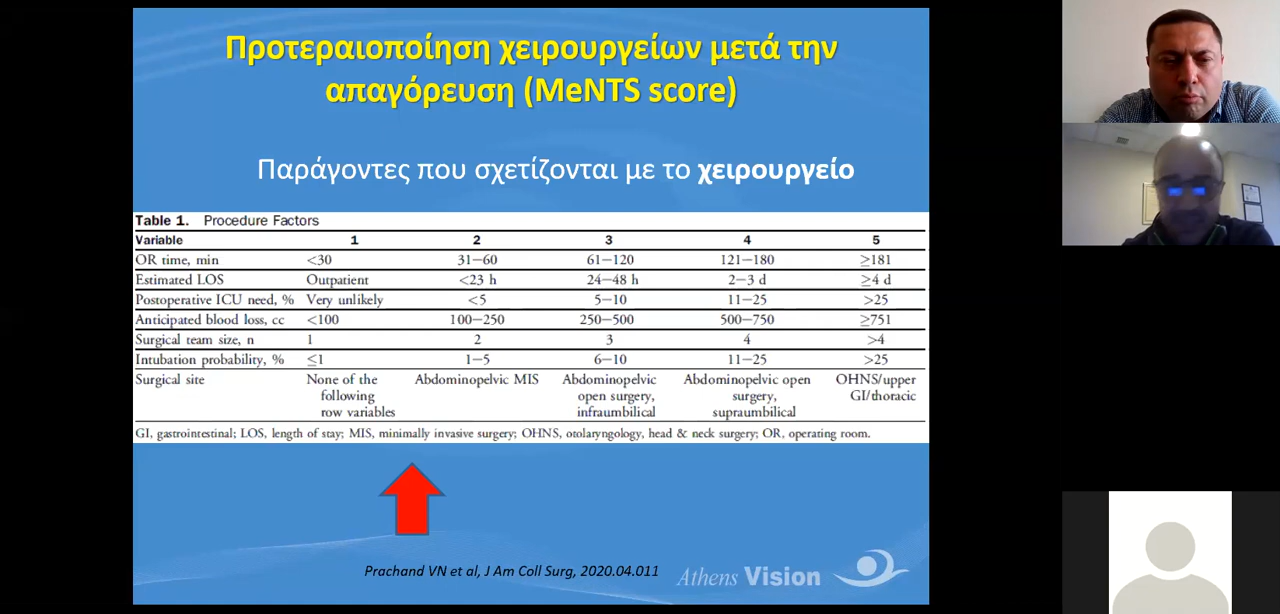 Προτεραιοποίηση χειρουργείων μετά την
απαγόρευση (MeNTS score)
Παράγοντες που σχετίζονται με το χειρουργείο
Table 1. Procedure Factors
Variable 1 2 3 4 5
OR time, min <30 31–60 61–120 121–180 ≥181
Estimated LOS Outpatient <23 h 24–48 h 2–3 d ≥4 d
Postoperative ICU need, % Very unlikely <5 5–10 11–25 >25
Anticipated blood loss, cc <100 100–250 250–500 500–750 ≥751
Surgical team size, n 1 2 3 4 >4
Intubation probability, % ≤1 1–5 6–10 11–25 >25
Surgical site None of the Abdominopelvic MIS Abdominopelvic Abdominopelvic open OHNS/upper
following open surgery, surgery, GI/thoracic
row variables infraumbilical supraumbilical
GI, gastrointestinal; LOS, length of stay; MIS, minimally invasive surgery; OHNS, otolaryngology, head & neck surgery; OR, operating room.
Prachand VN et al, J Am Coll Surg, 2020.04.011
Athens Vision